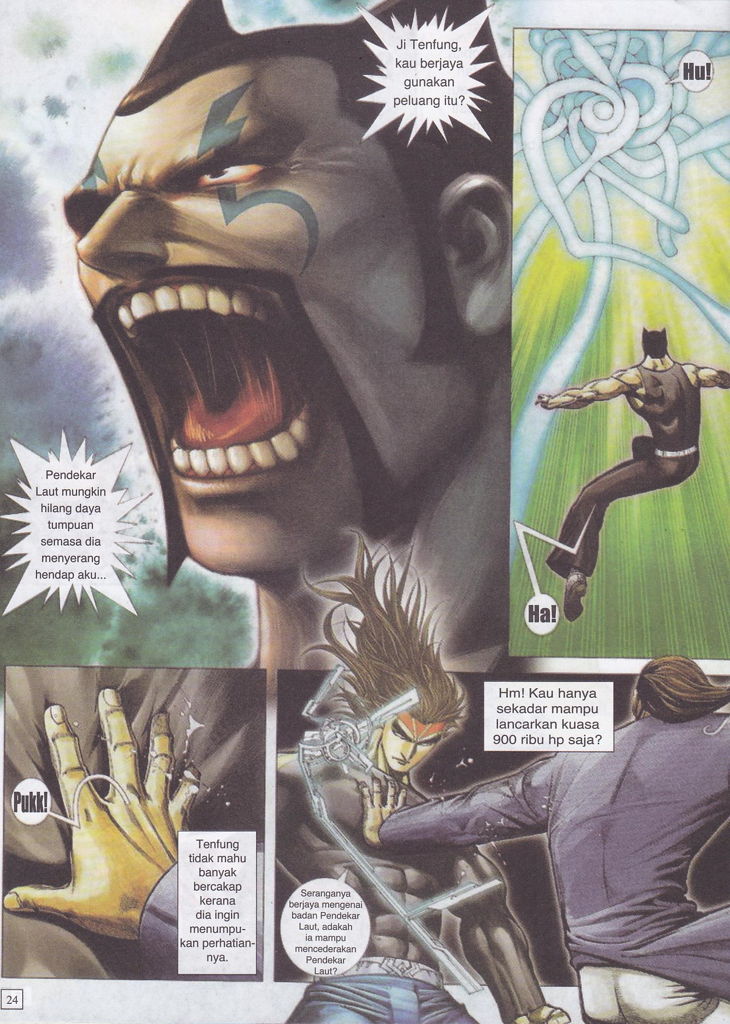 Ji Tenfung,
kau berjaya
gunakan
peluang itu?
Hu!
Pendekar
Laut mungkin
hilang daya
tumpuan
semasa dia
menyerang
hendap aku...
Ha!
Pukk!
Tenfung
tidak mahu
banyak
bercakap
kerana
dia ingin
menumpu-
kan perhatian-
nya.
Hm! Kau hanya
sekadar mampu
lancarkan kuasa
900 ribu hp saja?
Seranganya
berjaya mengenai
badan Pendekar
Laut, adakah
ia mampu
mencederakan
Pendekar
Laut?
24